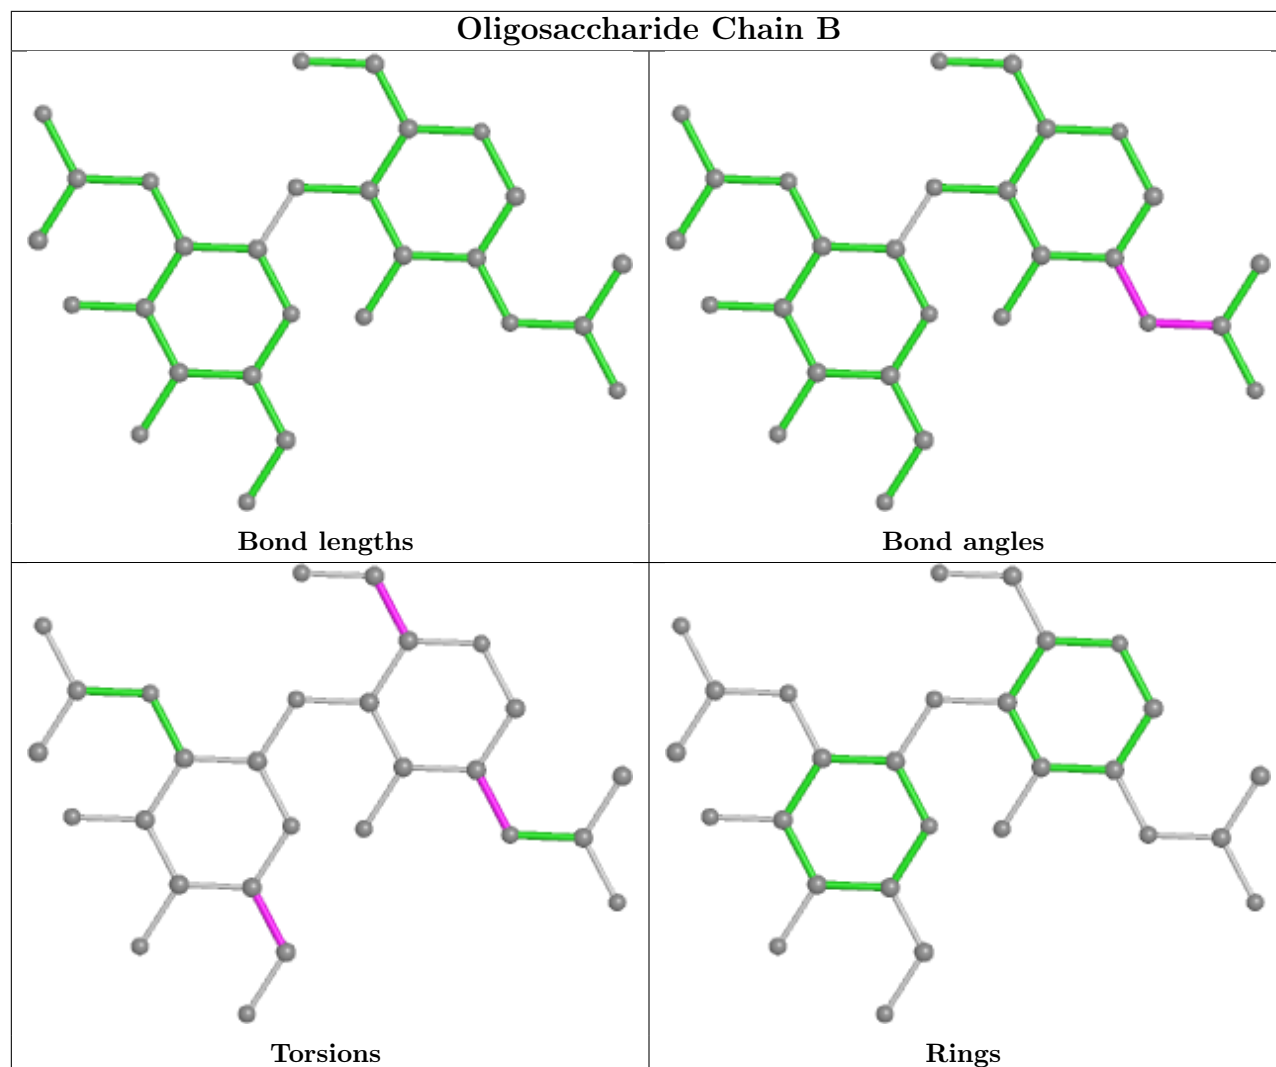 Oligosaccharide Chain B
Bond lengths
Bond angles
Torsions
Rings